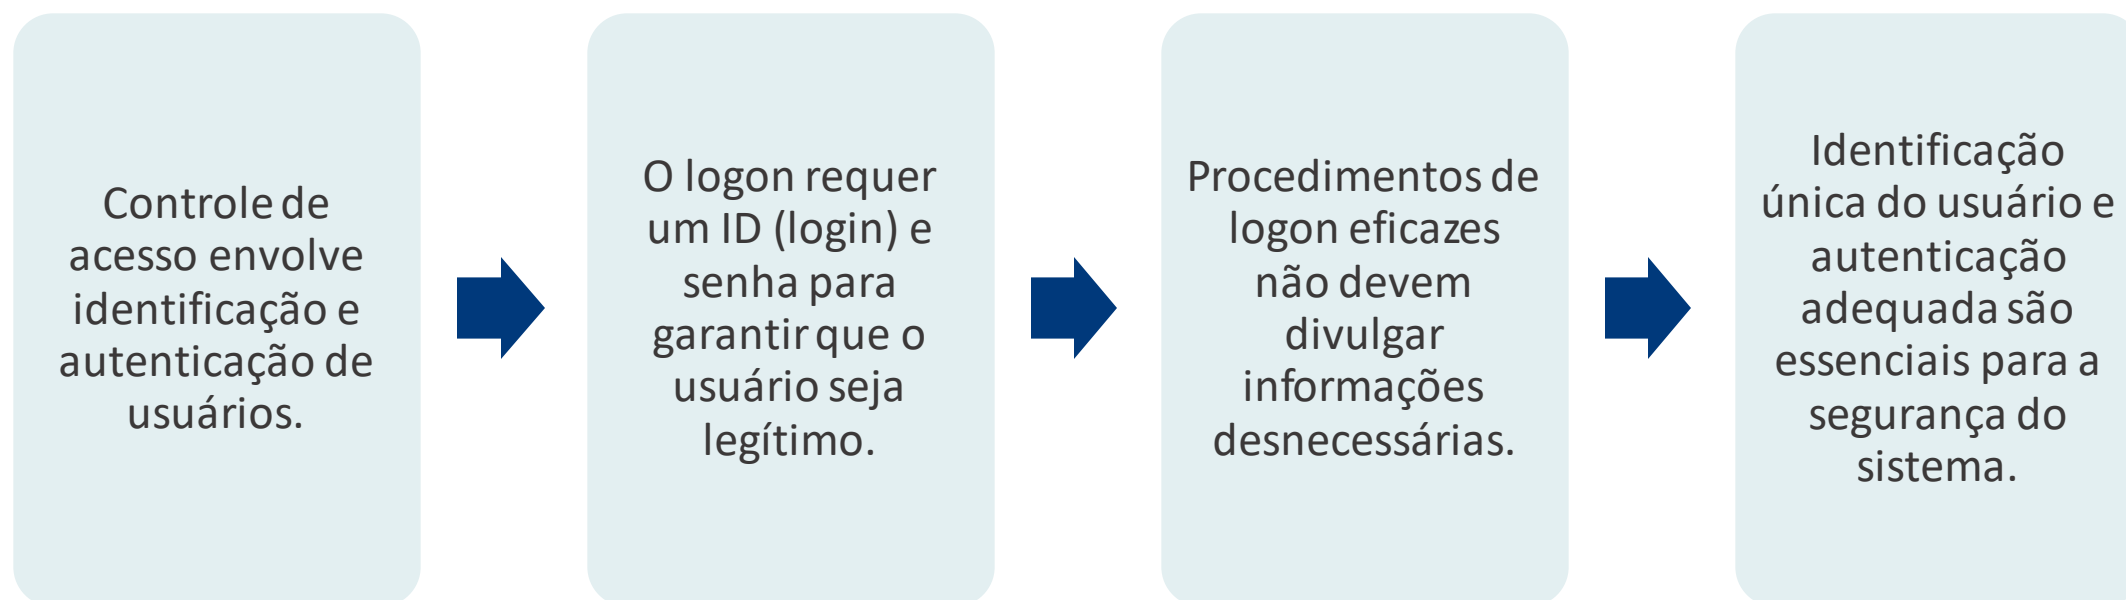 Controle de
acesso envolve
identificação e
autenticação de
usuários.
O logon requer
um ID (login) e
senha para
garantir que o
usuário seja
legítimo.
Procedimentos de
logon eficazes
não devem
divulgar
informações
desnecessárias.
Identificação
única do usuário e
autenticação
adequada são
essenciais para a
segurança do
sistema.